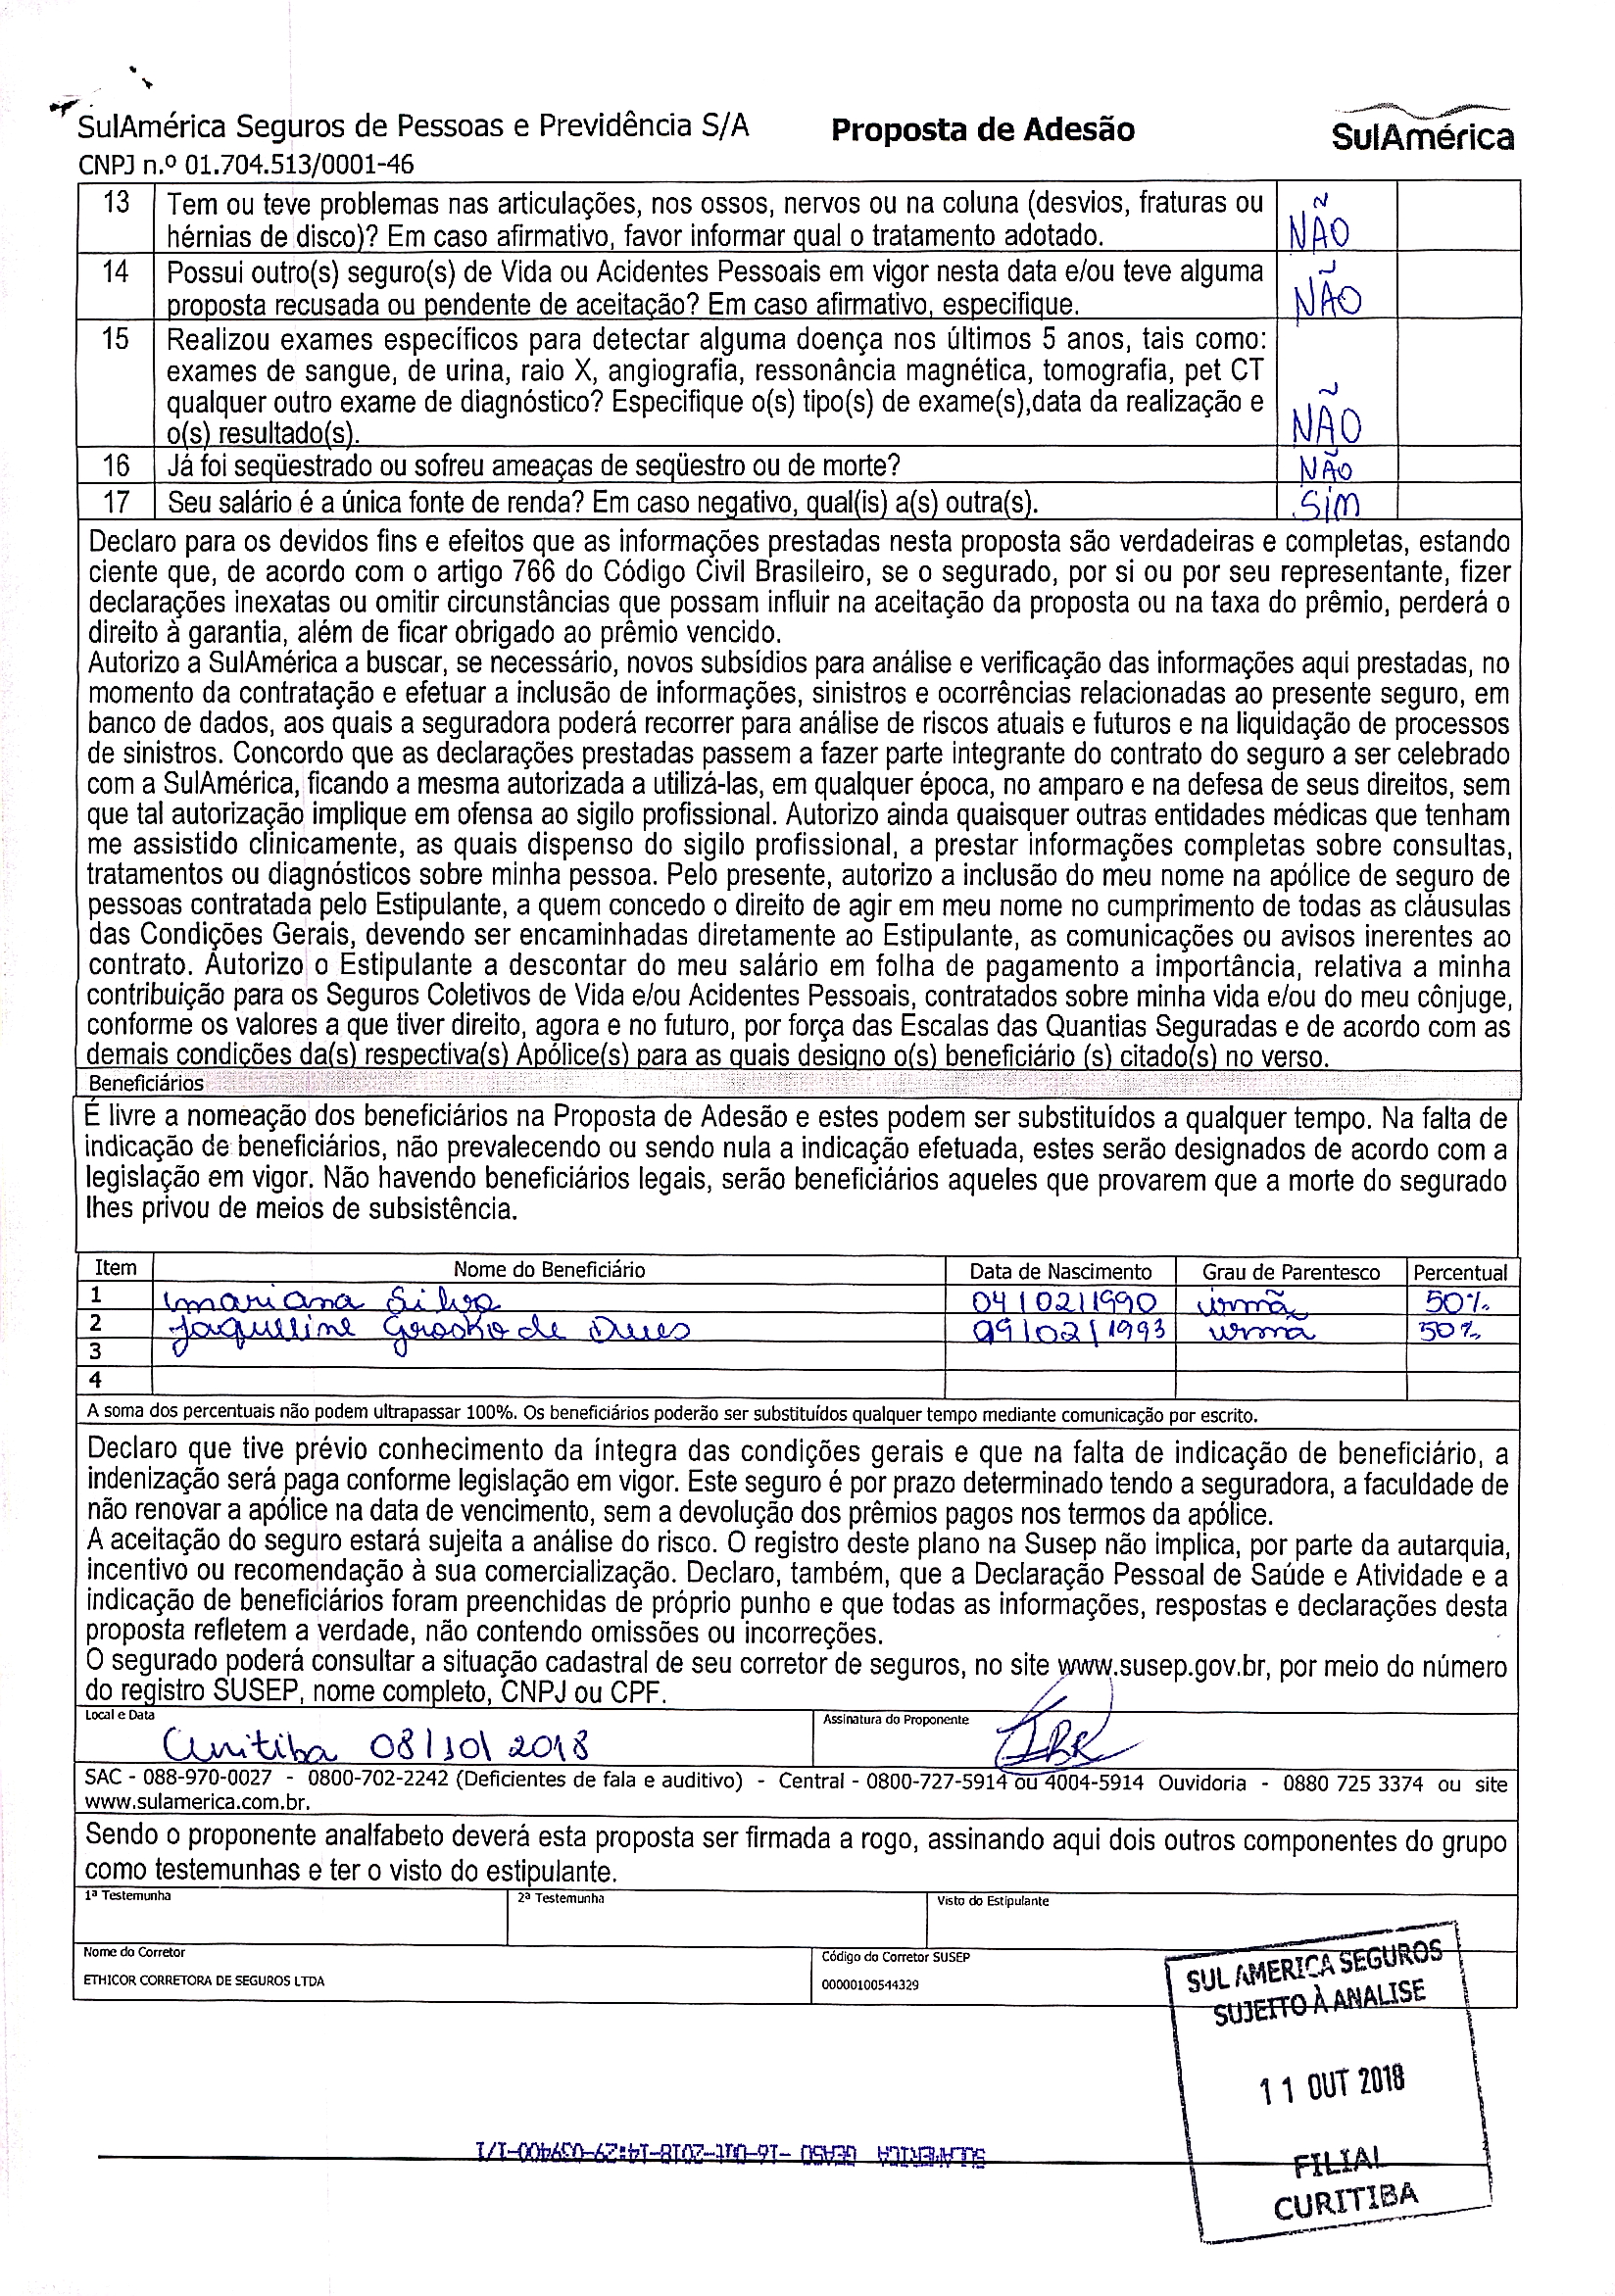 SulAmérica Seguros de Pessoas e Previdência S/A Proposta de Adesão SulAmérica
CNPJ n.º 01.704.513/0001-46
13 Tem ou teve problemas nas articulações, nos ossos, nervos ou na coluna (desvios, fraturas ou
hérnias de disco)? Em caso afirmativo, favor informar qual o tratamento adotado. NÃO
14 Possui outro(s) seguro(s) de Vida ou Acidentes Pessoais em vigor nesta data e/ou teve alguma
proposta recusada ou pendente de aceitação? Em caso afirmativo, especifique. NÃO
15 Realizou exames específicos para detectar alguma doença nos últimos 5 anos, tais como:
exames de sangue, de urina, raio X, angiografia, ressonância magnética, tomografia, pet CT
qualquer outro exame de diagnóstico? Especifique o(s) tipo(s) de exame(s),data da realização e
o(s) resultado(s). NÃO
16 Já foi seqüestrado ou sofreu ameaças de seqüestro ou de morte? NÃO
17 Seu salário é a única fonte de renda? Em caso negativo, qual(is) a(s) outra(s). Sim
Declaro para os devidos fins e efeitos que as informações prestadas nesta proposta são verdadeiras e completas, estando
ciente que, de acordo com o artigo 766 do Código Civil Brasileiro, se o segurado, por si ou por seu representante, fizer
declarações inexatas ou omitir circunstâncias que possam influir na aceitação da proposta ou na taxa do prêmio, perderá o
direito à garantia, além de ficar obrigado ao prêmio vencido.
Autorizo a SulAmérica a buscar, se necessário, novos subsídios para análise e verificação das informações aqui prestadas, no
momento da contratação e efetuar a inclusão de informações, sinistros e ocorrências relacionadas ao presente seguro, em
banco de dados, aos quais a seguradora poderá recorrer para análise de riscos atuais e futuros e na liquidação de processos
de sinistros. Concordo que as declarações prestadas passem a fazer parte integrante do contrato do seguro a ser celebrado
com a SulAmérica, ficando a mesma autorizada a utilizá-las, em qualquer época, no amparo e na defesa de seus direitos, sem
que tal autorização implique em ofensa ao sigilo profissional. Autorizo ainda quaisquer outras entidades médicas que tenham
me assistido clinicamente, as quais dispenso do sigilo profissional, a prestar informações completas sobre consultas,
tratamentos ou diagnósticos sobre minha pessoa. Pelo presente, autorizo a inclusão do meu nome na apólice de seguro de
pessoas contratada pelo Estipulante, a quem concedo o direito de agir em meu nome no cumprimento de todas as cláusulas
das Condições Gerais, devendo ser encaminhadas diretamente ao Estipulante, as comunicações ou avisos inerentes ao
contrato. Autorizo o Estipulante a descontar do meu salário em folha de pagamento a importância, relativa a minha
contribuição para os Seguros Coletivos de Vida e/ou Acidentes Pessoais, contratados sobre minha vida e/ou do meu cônjuge,
conforme os valores a que tiver direito, agora e no futuro, por força das Escalas das Quantias Seguradas e de acordo com as
demais condições da(s) respectiva(s) Apólice(s) para as quais designo o(s) beneficiário (s) citado(s) no verso.
Beneficiários
É livre a nomeação dos beneficiários na Proposta de Adesão e estes podem ser substituídos a qualquer tempo. Na falta de
indicação de beneficiários, não prevalecendo ou sendo nula a indicação efetuada, estes serão designados de acordo com a
legislação em vigor. Não havendo beneficiários legais, serão beneficiários aqueles que provarem que a morte do segurado
lhes privou de meios de subsistência.
Item Nome do Beneficiário Data de Nascimento Grau de Parentesco Percentual
1 Mariana Silva 04/02/1990 irmã 50%
2 Jaqueline de 09/02/1993 irmã 50%
3
4
A soma dos percentuais não podem ultrapassar 100%. Os beneficiários poderão ser substituídos qualquer tempo mediante comunicação por escrito.
Declaro que tive prévio conhecimento da íntegra das condições gerais e que na falta de indicação de beneficiário, a
indenização será paga conforme legislação em vigor. Este seguro é por prazo determinado tendo a seguradora, a faculdade de
não renovar a apólice na data de vencimento, sem a devolução dos prêmios pagos nos termos da apólice.
A aceitação do seguro estará sujeita a análise do risco. O registro deste plano na Susep não implica, por parte da autarquia,
incentivo ou recomendação à sua comercialização. Declaro, também, que a Declaração Pessoal de Saúde e Atividade e a
indicação de beneficiários foram preenchidas de próprio punho e que todas as informações, respostas e declarações desta
proposta refletem a verdade, não contendo omissões ou incorreções.
O segurado poderá consultar a situação cadastral de seu corretor de seguros, no site www.susep.gov.br, por meio do número
do registro SUSEP, nome completo, CNPJ ou CPF.
Local e Data Assinatura do Proponente
Curitiba 08/10/2018
SAC - 088-970-0027 - 0800-702-2242 (Deficientes de fala e auditivo) - Central - 0800-727-5914 ou 4004-5914 Ouvidoria - 0880 725 3374 ou site
www.sulamerica.com.br.
Sendo o proponente analfabeto deverá esta proposta ser firmada a rogo, assinando aqui dois outros componentes do grupo
como testemunhas e ter o visto do estipulante.
1ª Testemunha 2ª Testemunha Visto do Estipulante
Nome do Corretor Código do Corretor SUSEP
ETHICOR CORRETORA DE SEGUROS LTDA 00000100544329
SUL AMERICA SEGUROS
SUJEITO À ANALISE
11 OUT 2018
FILIAL
CURITIBA
SULAMERICA GEASO -16-Out-2018-14:29-039400-1/1